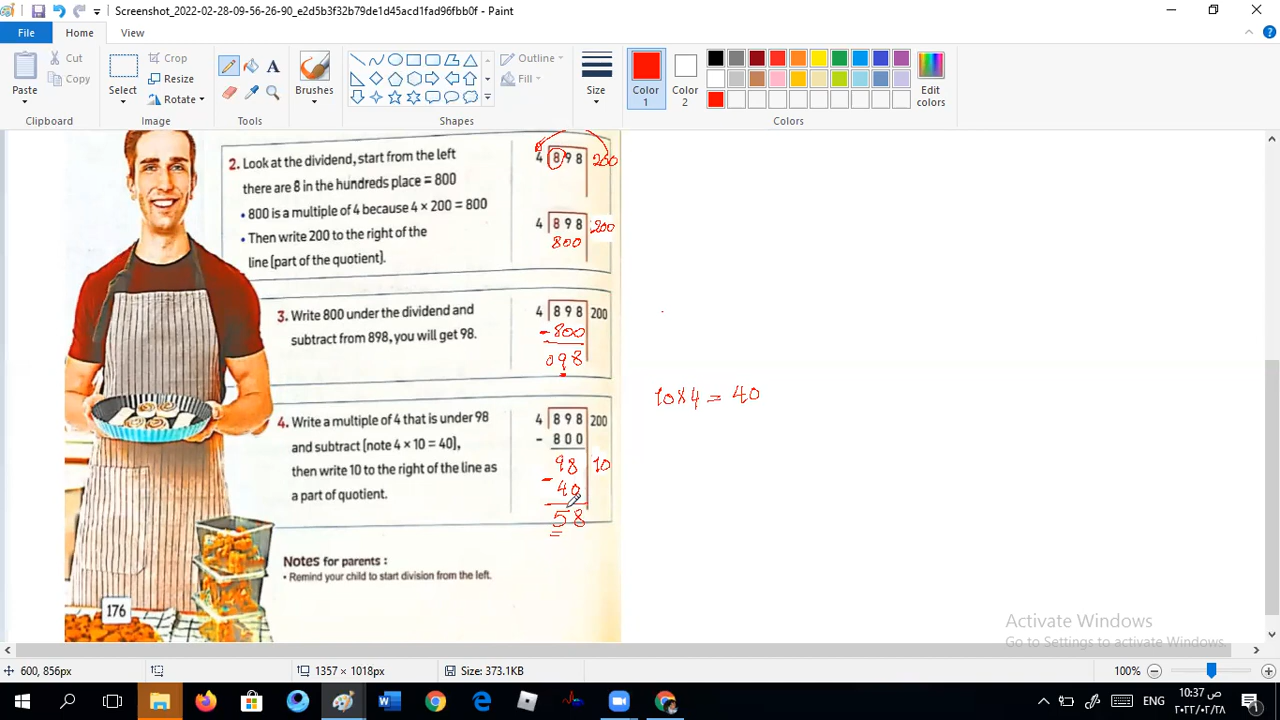 Screenshot_2022-02-28-09-56-26-90_e2d5b3f32b79de1d45acd1fad96fbb0f - Paint
File Home View
Paste
Cut
Copy
Clipboard
Select
Crop
Resize
Rotate
Image
A
Tools
Brushes
Outline
Fill
Shapes
Size
Color 1
Color 2
Edit colors
Colors
2. Look at the dividend, start from the left
there are 8 in the hundreds place = 800
• 800 is a multiple of 4 because 4 × 200 = 800
• Then write 200 to the right of the
line (part of the quotient).
4 898 200
4 898 200
800
3. Write 800 under the dividend and
subtract from 898, you will get 98.
4 898 200
- 800
098
4. Write a multiple of 4 that is under 98
and subtract (note 4 × 10 = 40),
then write 10 to the right of the line as
a part of quotient.
4 898 200
- 800
98 10
- 40
58
10 x 4 = 40
Notes for parents :
• Remind your child to start division from the left.
176
Activate Windows
Go to Settings to activate Windows.
600, 856px
1357 × 1018px
Size: 373.1KB
100%
ENG
10:37 ص
٢٠٢٢/٠٢/٢٨